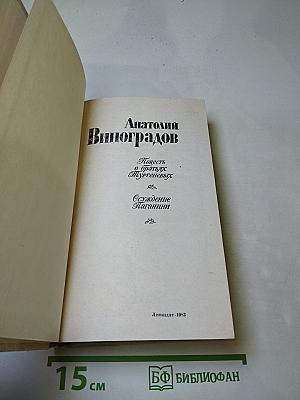 Анатолий
Виноградов
Повесть
о братьях
Тургеневых
Осуждение
Паганини
Лениздат·1983
15 см
БФ БИБЛИОФАН